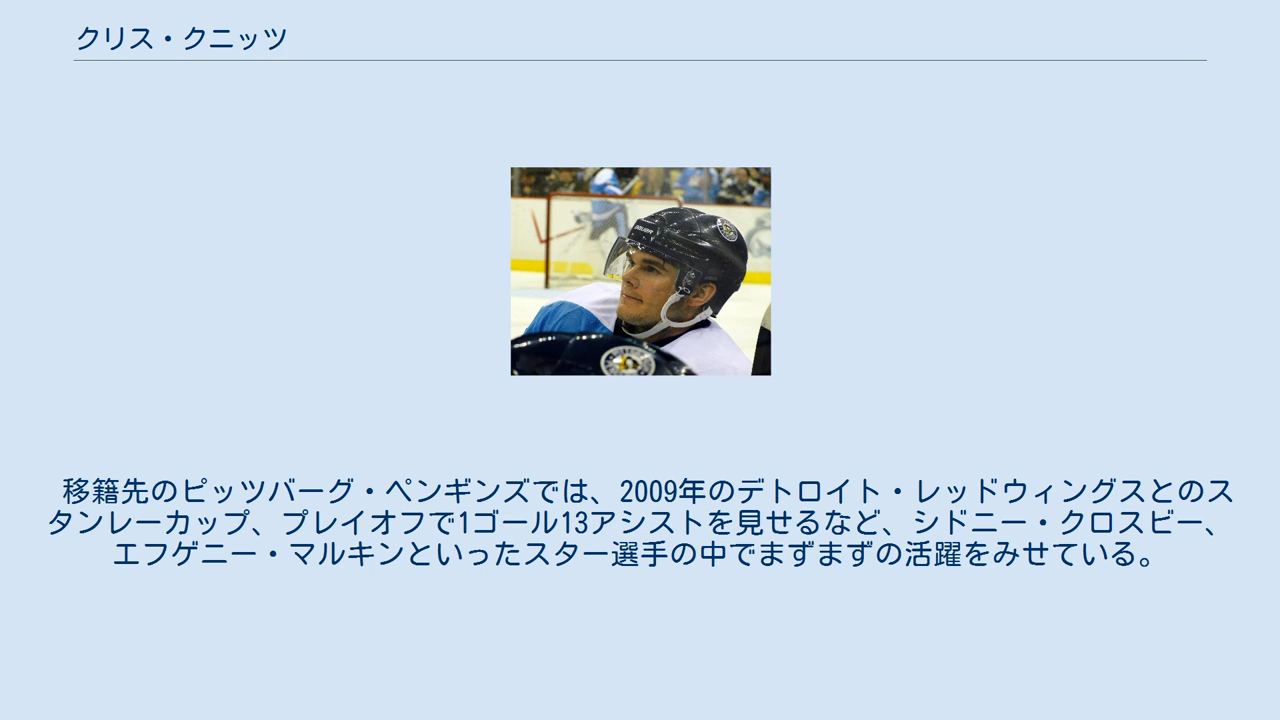 クリス・クニッツ
移籍先のピッツバーグ・ペンギンズでは、2009年のデトロイト・レッドウィングスとのス
タンレーカップ、プレイオフで1ゴール13アシストを見せるなど、シドニー・クロスビー、
エフゲニー・マルキンといったスター選手の中でまずまずの活躍をみせている。